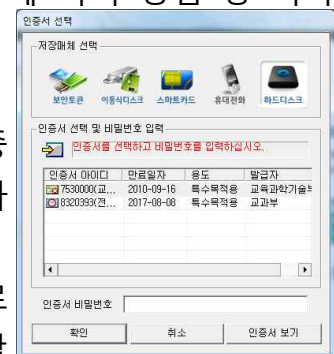 인증서 선택
저장매체 선택
보안토큰 이동식디스크 스마트카드 휴대전화 하드디스크
인증서 선택 및 비밀번호 입력
인증서를 선택하고 비밀번호를 입력하십시오.
인증서 아이디 만료일자 용도 발급자
7530000(교... 2010-09-16 특수목적용 교육과학기술
8320393(전... 2017-08-08 특수목적용 교과부
인증서 비밀번호
확인 취소 인증서 보기